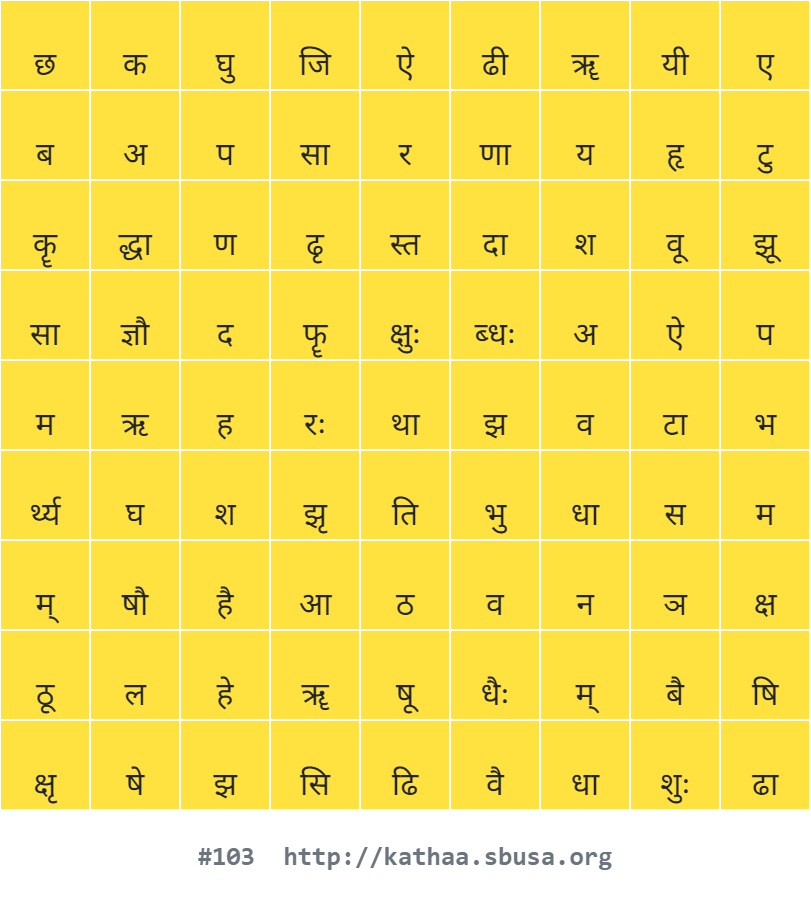 छ क घु जि ऐ ढी ॠ यी ए
ब अ प सा र णा य हृ टु
कॄ द्धा ण ढृ स्त दा श वू झू
सा ज्ञौ द फॄ क्षुः ब्धः अ ऐ प
म ऋ ह रः था झ व टा भ
र्थ्य घ श झृ ति भु धा स म
म् षौ है आ ठ व न ञ क्ष
ठू ल हे ॠ षू धैः म् बै षि
क्षृ षे झ सि ढि वै धा शुः ढा
#103 http://kathaa.sbusa.org